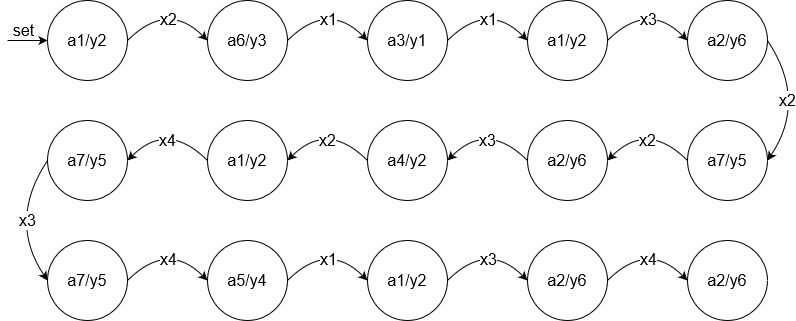 set
a1/y2 x2 a6/y3 x1 a3/y1 x1 a1/y2 x3 a2/y6
x2
a7/y5 x4 a1/y2 x2 a4/y2 x3 a2/y6 x2 a7/y5
x3
a7/y5 x4 a5/y4 x1 a1/y2 x3 a2/y6 x4 a2/y6